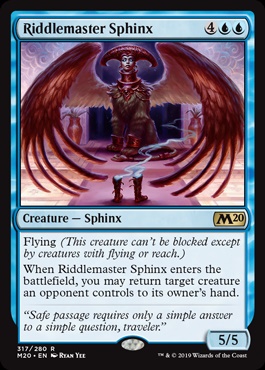 Riddlemaster Sphinx 4
Creature — Sphinx M20
Flying (This creature can't be blocked except
by creatures with flying or reach.)
When Riddlemaster Sphinx enters the
battlefield, you may return target creature
an opponent controls to its owner's hand.
“Safe passage requires only a simple answer
to a simple question, traveler.”
5/5
317/280 R
M20 • EN Ryan Yee
™ & © 2019 Wizards of the Coast